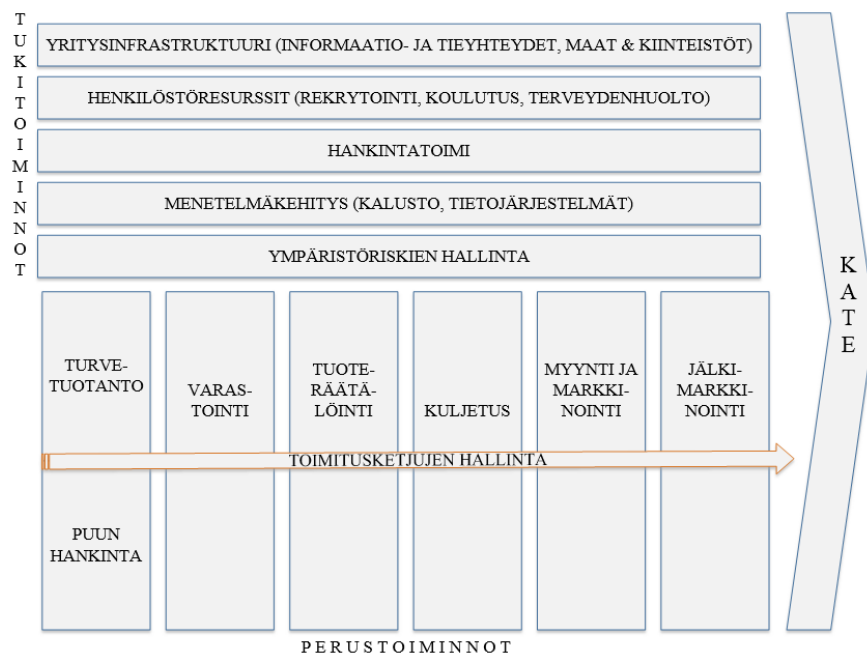 TUKITOIMINNOT
YRITYSINFRASTRUKTUURI (INFORMAATIO- JA TIEYHTEYDET, MAAT & KIINTEISTÖT)
HENKILÖSTÖRESURSSIT (REKRYTOINTI, KOULUTUS, TERVEYDENHUOLTO)
HANKINTATOIMI
MENETELMÄKEHITYS (KALUSTO, TIETOJÄRJESTELMÄT)
YMPÄRISTÖRISKIEN HALLINTA
TURVE-
TUOTANTO
VARAS-
TOINTI
TUOTE-
RÄÄTÄ-
LÖINTI
KULJETUS
MYYNTI JA
MARKKI-
NOINTI
JÄLKI-
MARKKI-
NOINTI
TOIMITUSKETJUJEN HALLINTA
PUUN
HANKINTA
PERUSTOIMINNOT
KATE